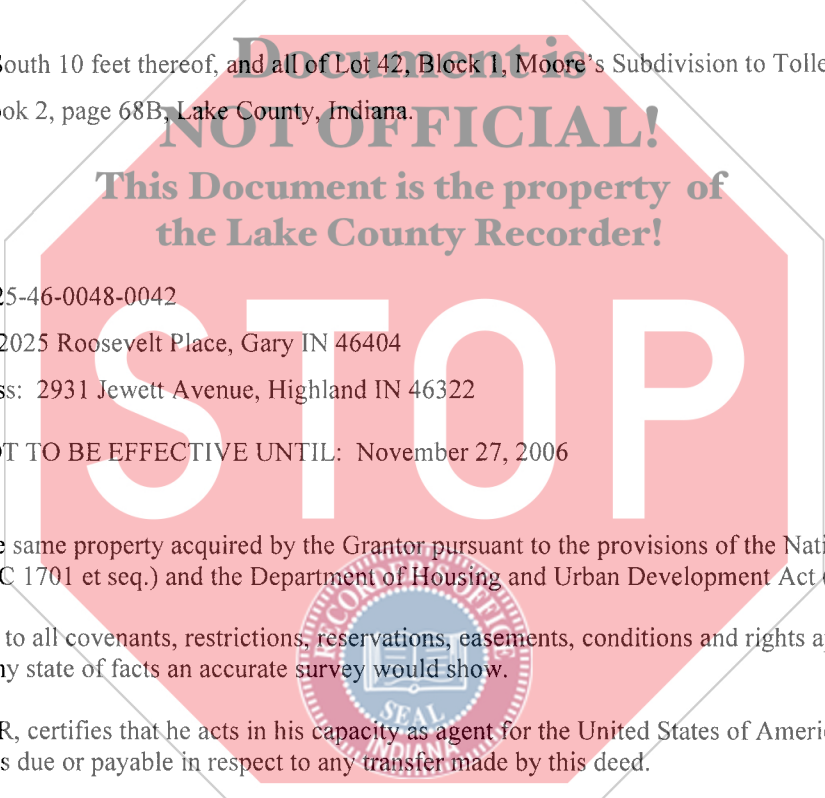 Document is
South 10 feet thereof, and all of Lot 42, Block 1, Moore's Subdivision to Tolle
ok 2, page 68B, Lake County, Indiana.
NOT OFFICIAL!
This Document is the property of
the Lake County Recorder!
25-46-0048-0042
2025 Roosevelt Place, Gary IN 46404
ss: 2931 Jewett Avenue, Highland IN 46322
STOP
OT TO BE EFFECTIVE UNTIL: November 27, 2006
e same property acquired by the Grantor pursuant to the provisions of the Nati
C 1701 et seq.) and the Department of Housing and Urban Development Act
to all covenants, restrictions, reservations, easements, conditions and rights a
ny state of facts an accurate survey would show.
RECORDER'S OFFICE
SEAL
INDIANA
R, certifies that he acts in his capacity as agent for the United States of Ameri
s due or payable in respect to any transfer made by this deed.